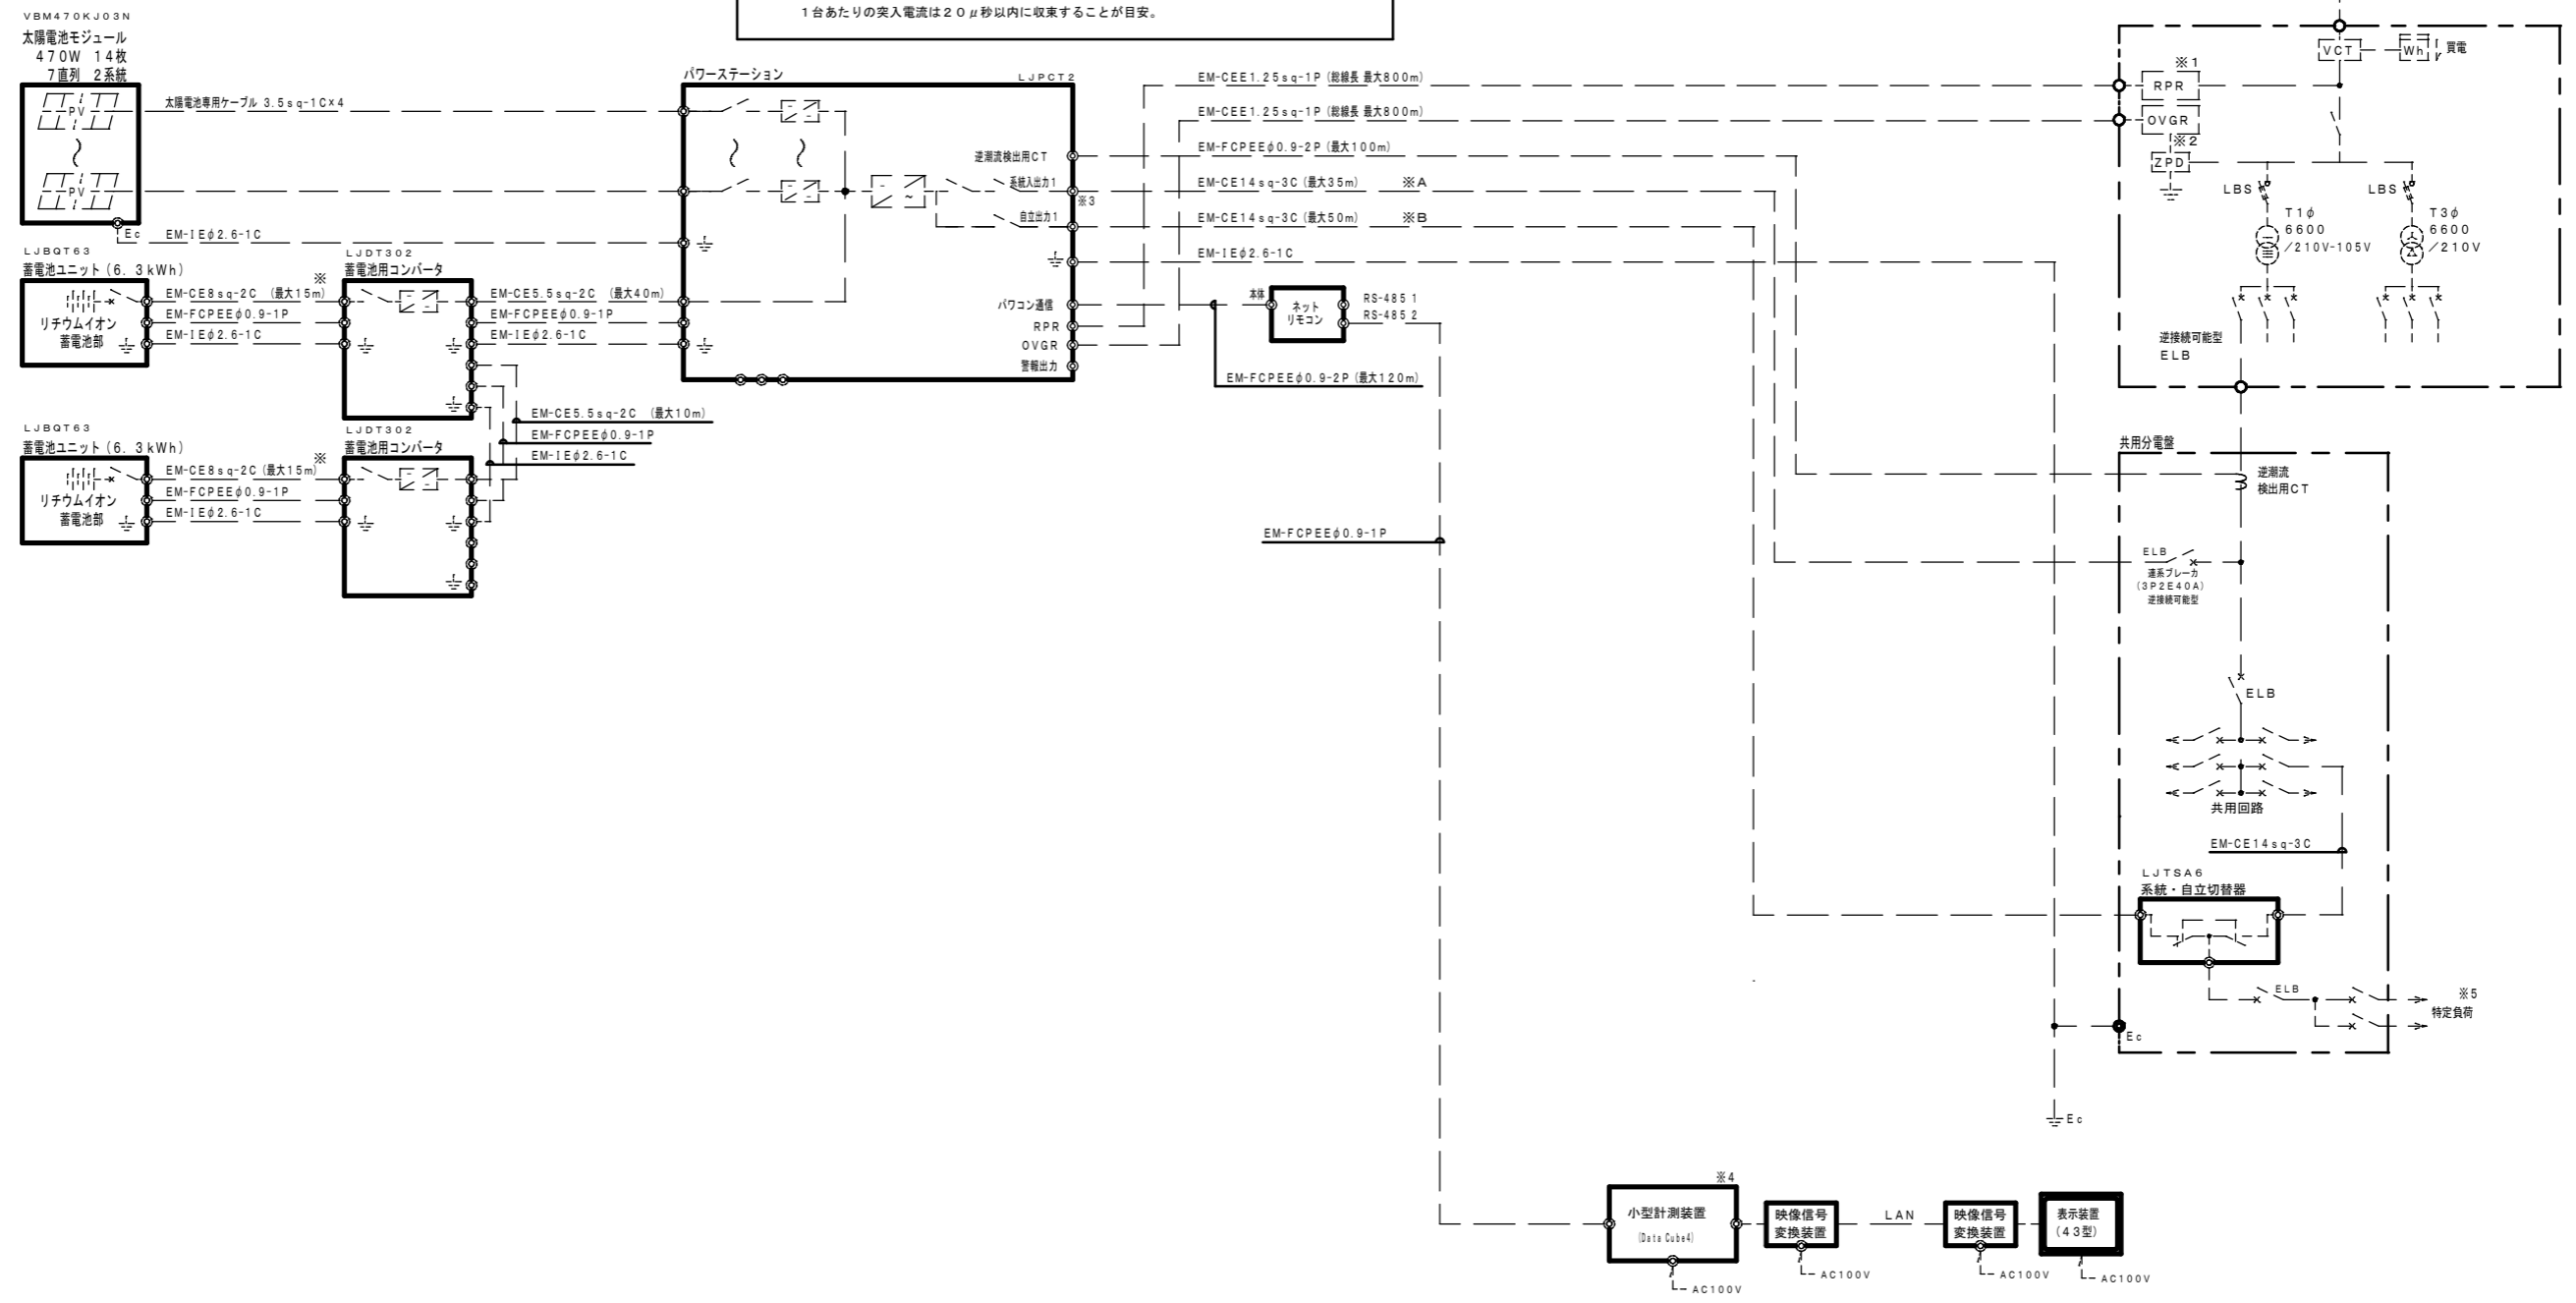 1台あたりの突入電流は20μ秒以内に収束することが目安。
VBM470KJ03N
太陽電池モジュール
470W 14枚
7直列 2系統
PV
PV
Ec
太陽電池専用ケーブル 3.5sq-1C×4
EM-IEφ2.6-1C
LJBQT63
蓄電池ユニット(6.3kWh)
リチウムイオン
蓄電池部
※
EM-CE8sq-2C (最大15m)
EM-FCPEEφ0.9-1P
EM-IEφ2.6-1C
LJDT302
蓄電池用コンバータ
EM-CE5.5sq-2C (最大40m)
EM-FCPEEφ0.9-1P
EM-IEφ2.6-1C
EM-CE5.5sq-2C (最大10m)
EM-FCPEEφ0.9-1P
EM-IEφ2.6-1C
LJBQT63
蓄電池ユニット(6.3kWh)
リチウムイオン
蓄電池部
※
EM-CE8sq-2C (最大15m)
EM-FCPEEφ0.9-1P
EM-IEφ2.6-1C
LJDT302
蓄電池用コンバータ
パワーステーション
LJPCT2
逆潮流検出用CT
系統入出力1
※3
自立出力1
パワコン通信
RPR
OVGR
警報出力
EM-CEE1.25sq-1P (総線長 最大800m)
EM-CEE1.25sq-1P (総線長 最大800m)
EM-FCPEEφ0.9-2P (最大100m)
EM-CE14sq-3C (最大35m) ※A
EM-CE14sq-3C (最大50m) ※B
EM-IEφ2.6-1C
本体
ネット
リモコン
RS-485 1
RS-485 2
EM-FCPEEφ0.9-2P (最大120m)
EM-FCPEEφ0.9-1P
VCT
Wh
買電
※1
RPR
OVGR
※2
ZPD
LBS
T1φ
6600
/210V-105V
LBS
T3φ
6600
/210V
逆接続可能型
ELB
共用分電盤
逆潮流
検出用CT
ELB
連系ブレーカ
(3P2E40A)
逆接続可能型
ELB
共用回路
EM-CE14sq-3C
LJTSA6
系統・自立切替器
ELB
※5
特定負荷
Ec
Ec
※4
小型計測装置
(Data Cube4)
AC100V
映像信号
変換装置
AC100V
LAN
映像信号
変換装置
AC100V
表示装置
(43型)
AC100V